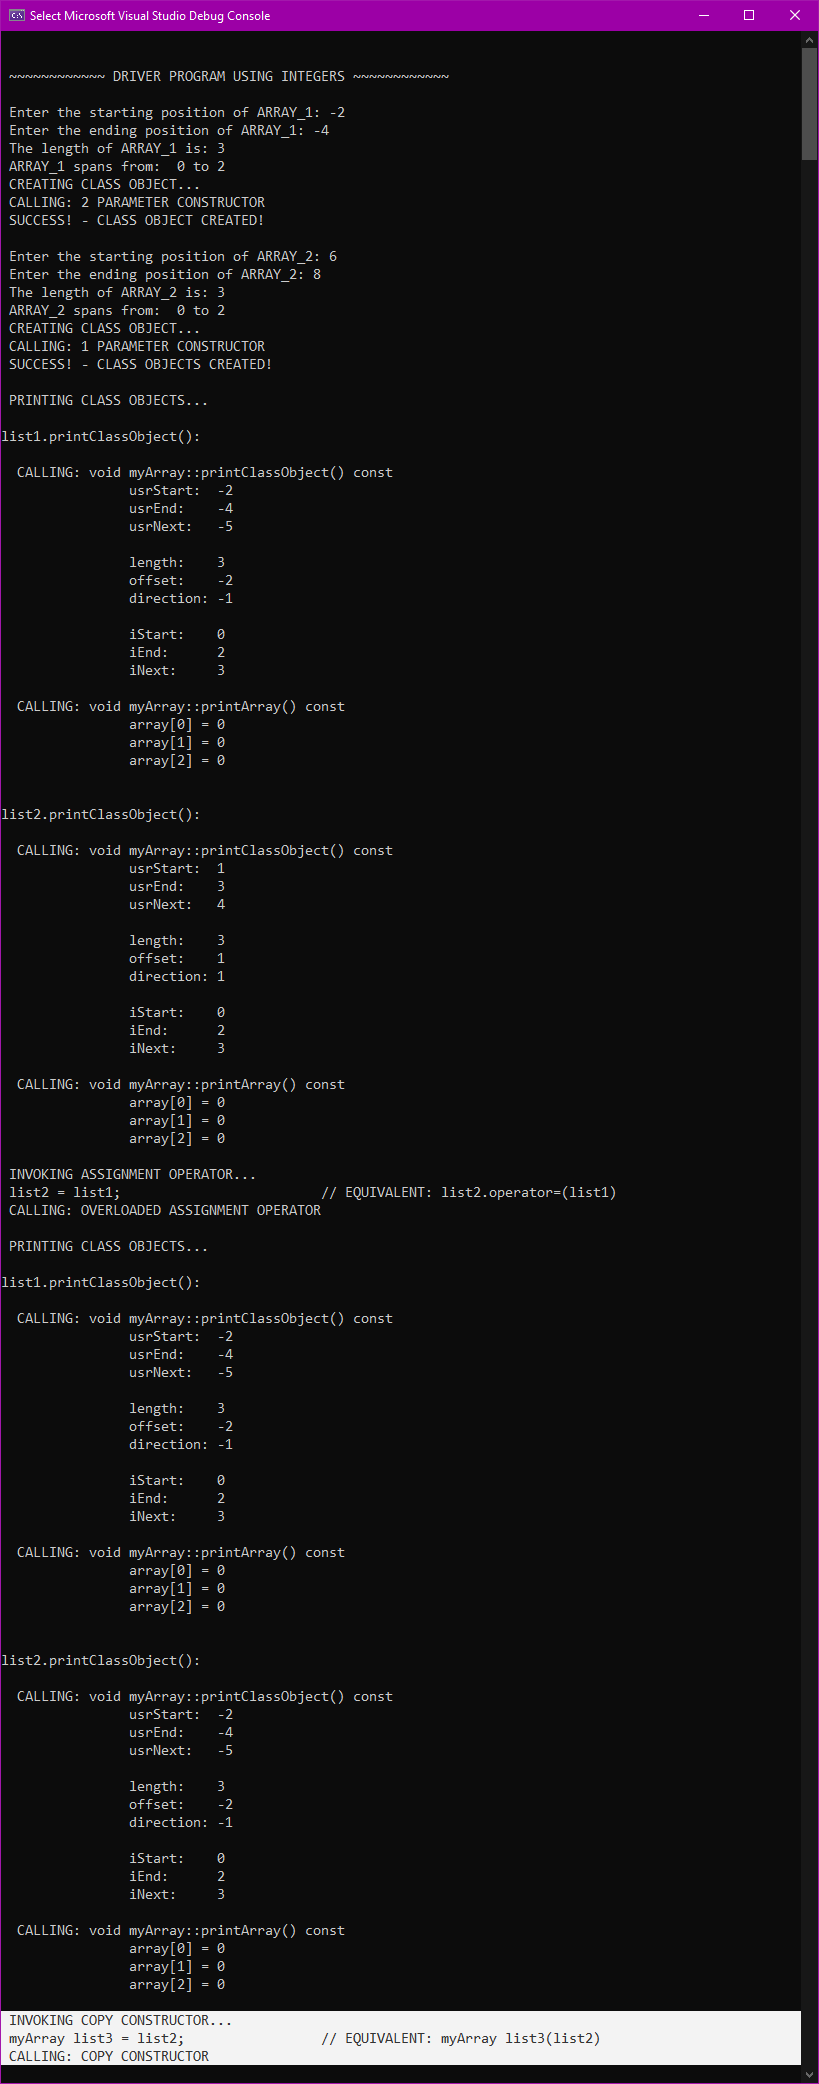 Select Microsoft Visual Studio Debug Console
~~~~~~~~~~~~ DRIVER PROGRAM USING INTEGERS ~~~~~~~~~~~~
Enter the starting position of ARRAY_1: -2
Enter the ending position of ARRAY_1: -4
The length of ARRAY_1 is: 3
ARRAY_1 spans from:  0 to 2
CREATING CLASS OBJECT...
CALLING: 2 PARAMETER CONSTRUCTOR
SUCCESS! - CLASS OBJECT CREATED!
Enter the starting position of ARRAY_2: 6
Enter the ending position of ARRAY_2: 8
The length of ARRAY_2 is: 3
ARRAY_2 spans from:  0 to 2
CREATING CLASS OBJECT...
CALLING: 1 PARAMETER CONSTRUCTOR
SUCCESS! - CLASS OBJECTS CREATED!
PRINTING CLASS OBJECTS...
list1.printClassObject():
CALLING: void myArray::printClassObject() const
usrStart:  -2
usrEnd:    -4
usrNext:   -5
length:    3
offset:    -2
direction: -1
iStart:    0
iEnd:      2
iNext:     3
CALLING: void myArray::printArray() const
array[0] = 0
array[1] = 0
array[2] = 0
list2.printClassObject():
CALLING: void myArray::printClassObject() const
usrStart:  1
usrEnd:    3
usrNext:   4
length:    3
offset:    1
direction: 1
iStart:    0
iEnd:      2
iNext:     3
CALLING: void myArray::printArray() const
array[0] = 0
array[1] = 0
array[2] = 0
INVOKING ASSIGNMENT OPERATOR...
list2 = list1;                         // EQUIVALENT: list2.operator=(list1)
CALLING: OVERLOADED ASSIGNMENT OPERATOR
PRINTING CLASS OBJECTS...
list1.printClassObject():
CALLING: void myArray::printClassObject() const
usrStart:  -2
usrEnd:    -4
usrNext:   -5
length:    3
offset:    -2
direction: -1
iStart:    0
iEnd:      2
iNext:     3
CALLING: void myArray::printArray() const
array[0] = 0
array[1] = 0
array[2] = 0
list2.printClassObject():
CALLING: void myArray::printClassObject() const
usrStart:  -2
usrEnd:    -4
usrNext:   -5
length:    3
offset:    -2
direction: -1
iStart:    0
iEnd:      2
iNext:     3
CALLING: void myArray::printArray() const
array[0] = 0
array[1] = 0
array[2] = 0
INVOKING COPY CONSTRUCTOR...
myArray list3 = list2;                 // EQUIVALENT: myArray list3(list2)
CALLING: COPY CONSTRUCTOR